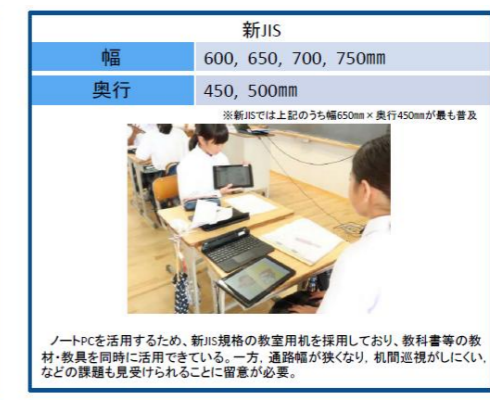 新JIS
幅 600, 650, 700, 750㎜
奥行 450, 500㎜
※新JISでは上記のうち幅650㎜×奥行450㎜が最も普及
ノートPCを活用するため、新JIS規格の教室用机を採用しており、教科書等の教
材・教具を同時に活用できている。一方，通路幅が狭くなり，机間巡視がしにくい，
などの課題も見受けられることに留意が必要。